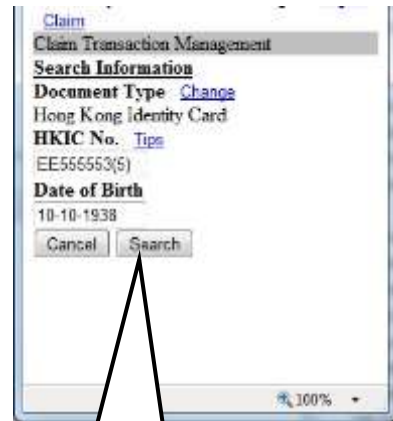 Claim
Claim Transaction Management
Search Information
Document Type Change
Hong Kong Identity Card
HKIC No. Tips
EE555553(5)
Date of Birth
10-10-1938
Cancel Search
100%